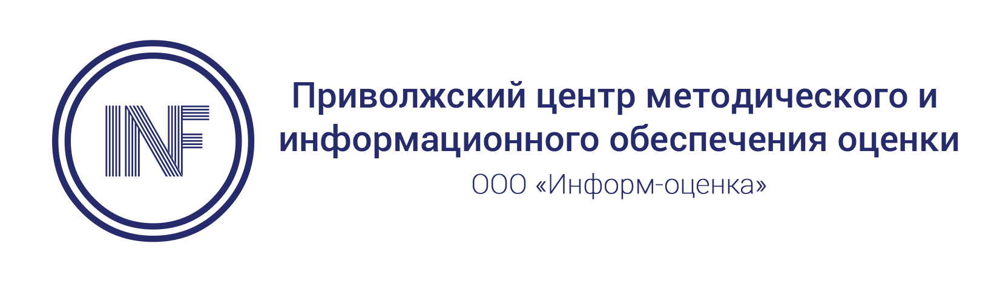 INF
Приволжский центр методического и
информационного обеспечения оценки
ООО «Информ-оценка»